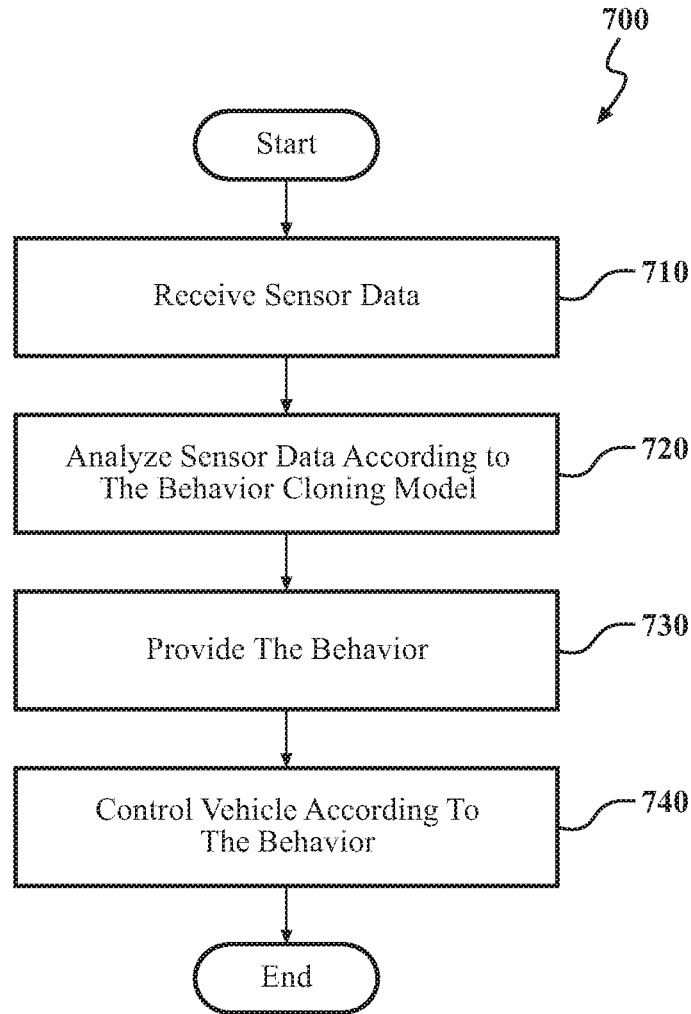 700
Start
Receive Sensor Data
710
Analyze Sensor Data According to
The Behavior Cloning Model
720
Provide The Behavior
730
Control Vehicle According To
The Behavior
740
End